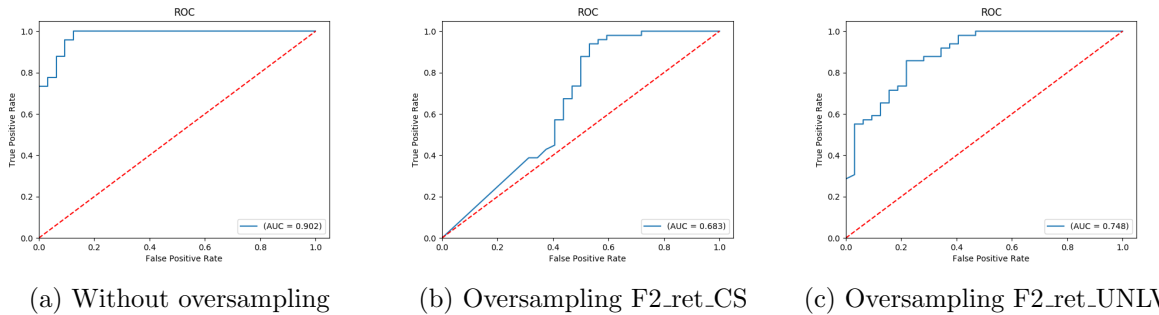 ROC
True Positive Rate
1.0
0.8
0.6
0.4
0.2
0.0
0.0 0.2 0.4 0.6 0.8 1.0
False Positive Rate
(AUC = 0.902)
(a) Without oversampling
ROC
True Positive Rate
1.0
0.8
0.6
0.4
0.2
0.0
0.0 0.2 0.4 0.6 0.8 1.0
False Positive Rate
(AUC = 0.683)
(b) Oversampling F2_ret_CS
ROC
True Positive Rate
1.0
0.8
0.6
0.4
0.2
0.0
0.0 0.2 0.4 0.6 0.8 1.0
False Positive Rate
(AUC = 0.748)
(c) Oversampling F2_ret_UNLV